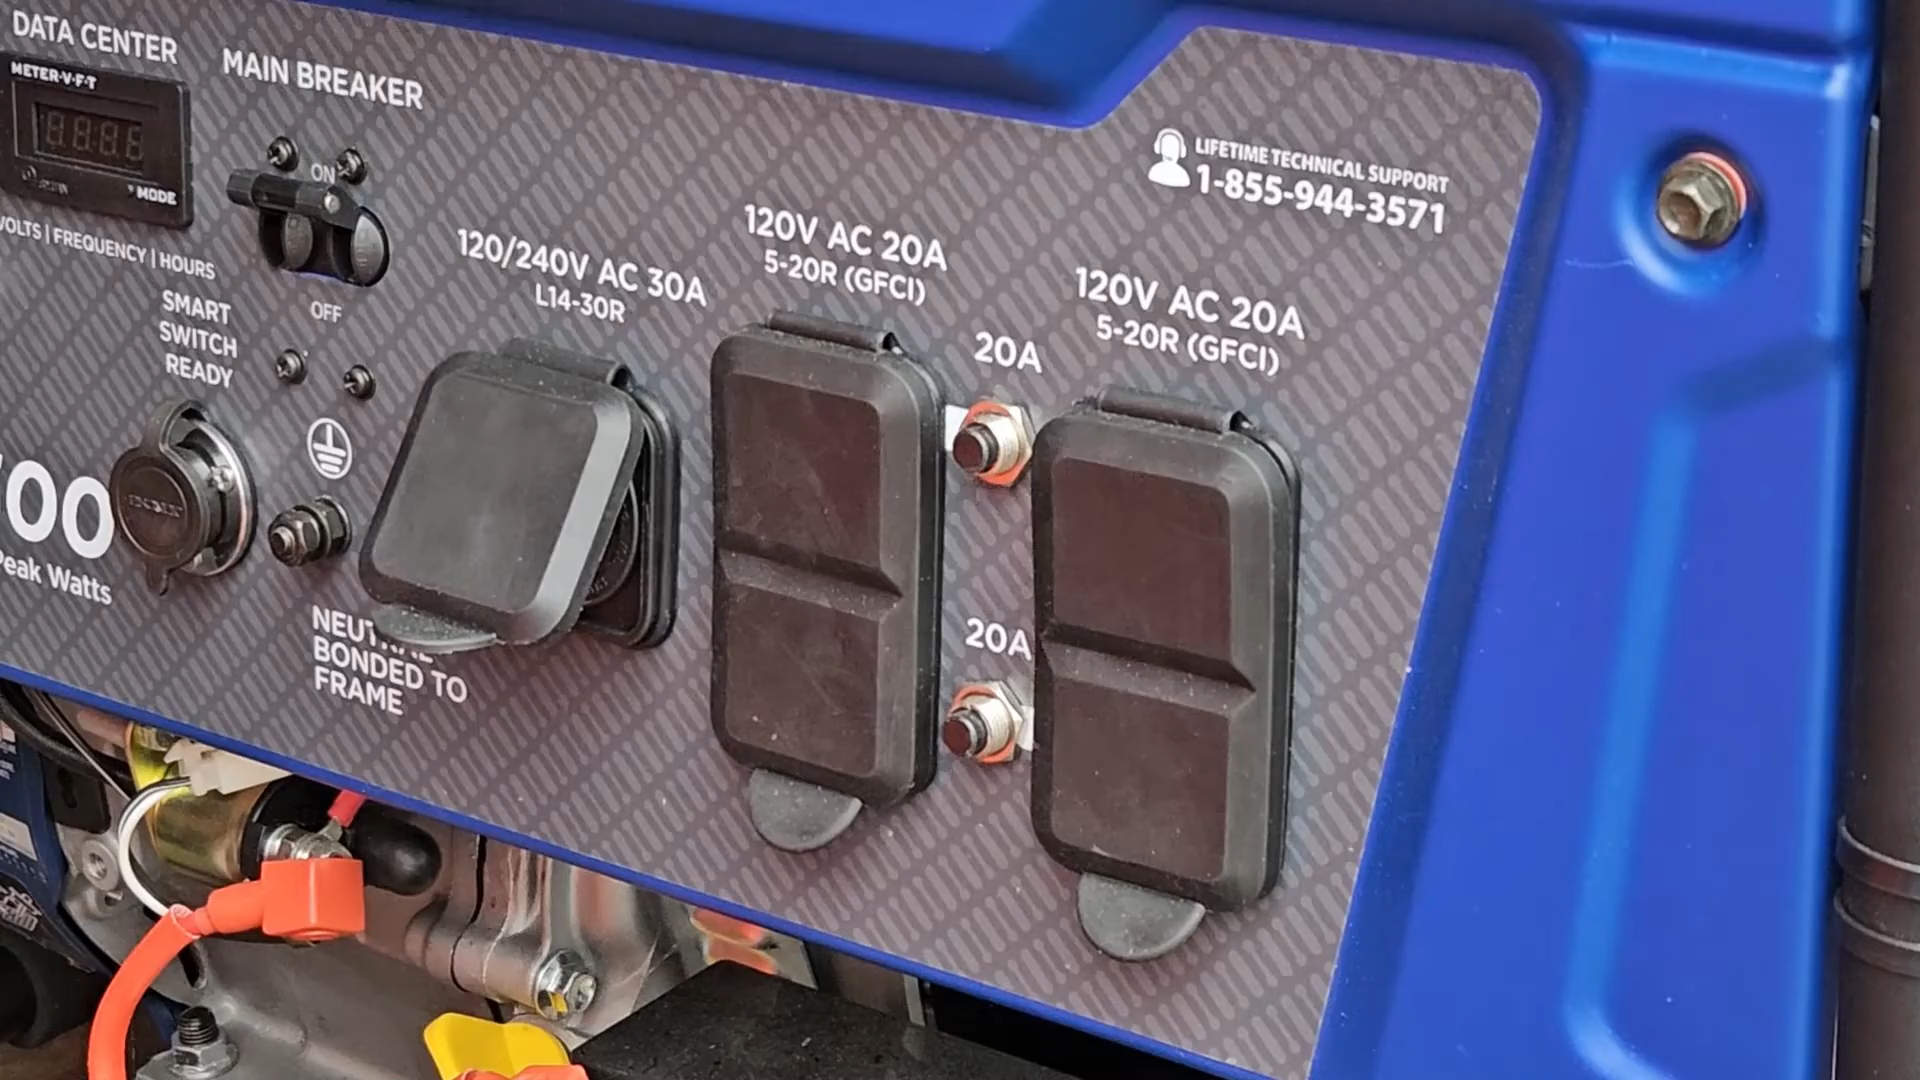 DATA CENTER
METER-V-F-T
MODE
VOLTS | FREQUENCY | HOURS
MAIN BREAKER
ON
OFF
SMART
SWITCH
READY
00
Peak Watts
120/240V AC 30A
L14-30R
NEUTRAL
BONDED TO
FRAME
120V AC 20A
5-20R (GFCI)
20A
20A
120V AC 20A
5-20R (GFCI)
LIFETIME TECHNICAL SUPPORT
1-855-944-3571